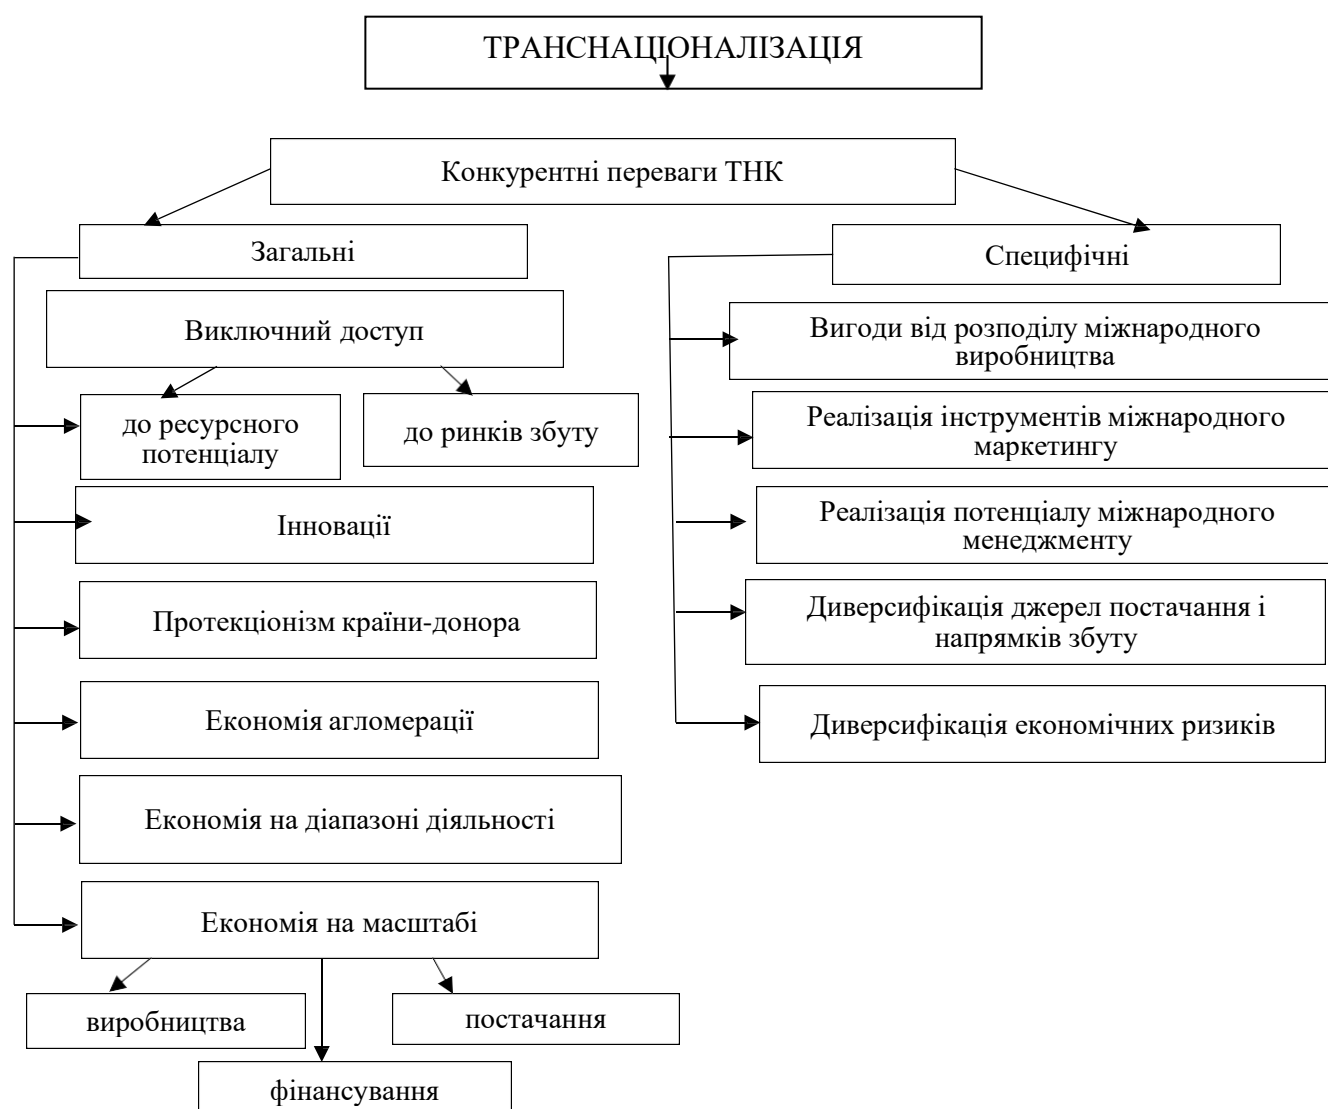 ТРАНСНАЦІОНАЛІЗАЦІЯ
Конкурентні переваги ТНК
Загальні
Виключний доступ
до ресурсного
потенціалу
до ринків збуту
Інновації
Протекціонізм країни-донора
Економія агломерації
Економія на діапазоні діяльності
Економія на масштабі
виробництва
постачання
фінансування
Специфічні
Вигоди від розподілу міжнародного
виробництва
Реалізація інструментів міжнародного
маркетингу
Реалізація потенціалу міжнародного
менеджменту
Диверсифікація джерел постачання і
напрямків збуту
Диверсифікація економічних ризиків